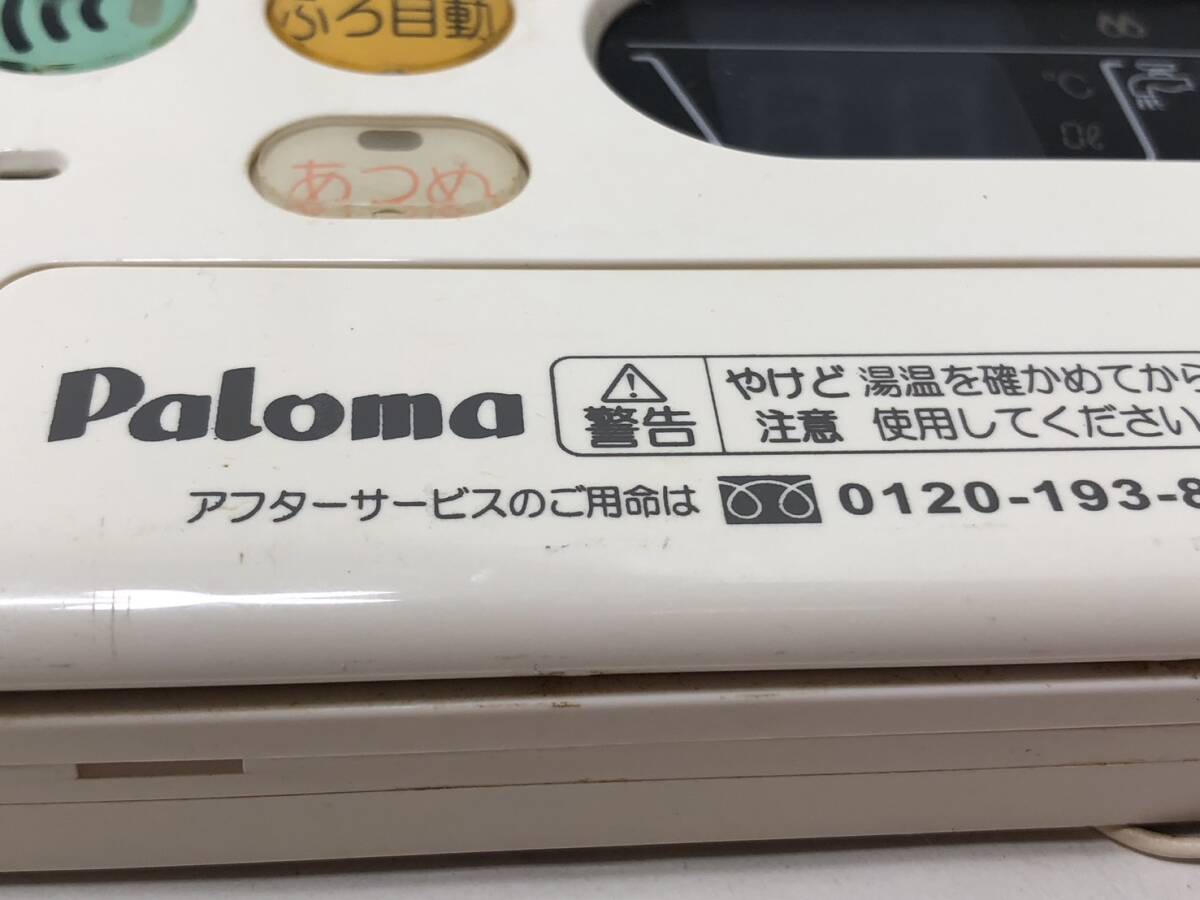 ふろ自動
℃
あつめ
Paloma
警告
やけど 湯温を確かめてから
注意 使用してください
アフターサービスのご用命は 0120-193-8